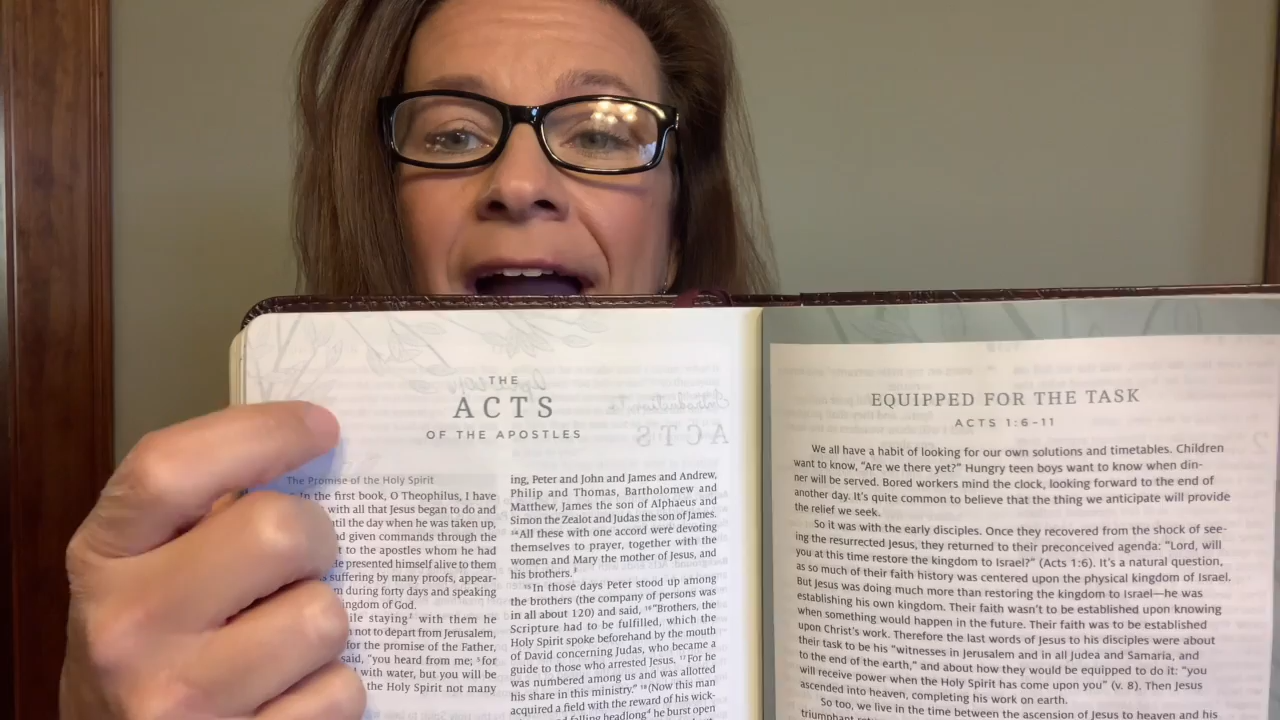 THE
ACTS
OF THE APOSTLES
The Promise of the Holy Spirit
In the first book, O Theophilus, I have
with all that Jesus began to do and
until the day when he was taken up,
given commands through the
to the apostles whom he had
He presented himself alive to them
suffering by many proofs, appear-
during forty days and speaking
kingdom of God.
staying with them he
not to depart from Jerusalem,
for the promise of the Father,
said, "you heard from me; ⁵for
with water, but you will be
the Holy Spirit not many
ing, Peter and John and James and Andrew,
Philip and Thomas, Bartholomew and
Matthew, James the son of Alphaeus and
Simon the Zealot and Judas the son of James.
¹⁴All these with one accord were devoting
themselves to prayer, together with the
women and Mary the mother of Jesus, and
his brothers.
¹⁵In those days Peter stood up among
the brothers (the company of persons was
in all about 120) and said, ¹⁶"Brothers, the
Scripture had to be fulfilled, which the
Holy Spirit spoke beforehand by the mouth
of David concerning Judas, who became a
guide to those who arrested Jesus. ¹⁷For he
was numbered among us and was allotted
his share in this ministry." ¹⁸(Now this man
acquired a field with the reward of his wick-
falling headlong he burst open
EQUIPPED FOR THE TASK
ACTS 1:6–11
We all have a habit of looking for our own solutions and timetables. Children
want to know, "Are we there yet?" Hungry teen boys want to know when din-
ner will be served. Bored workers mind the clock, looking forward to the end of
another day. It's quite common to believe that the thing we anticipate will provide
the relief we seek.
So it was with the early disciples. Once they recovered from the shock of see-
ing the resurrected Jesus, they returned to their preconceived agenda: "Lord, will
you at this time restore the kingdom to Israel?" (Acts 1:6). It's a natural question,
as so much of their faith history was centered upon the physical kingdom of Israel.
But Jesus was doing much more than restoring the kingdom to Israel—he was
establishing his own kingdom. Their faith wasn't to be established upon knowing
when something would happen in the future. Their faith was to be established
upon Christ's work. Therefore the last words of Jesus to his disciples were about
their task to be his "witnesses in Jerusalem and in all Judea and Samaria, and
to the end of the earth," and about how they would be equipped to do it: "you
will receive power when the Holy Spirit has come upon you" (v. 8). Then Jesus
ascended into heaven, completing his work on earth.
So too, we live in the time between the ascension of Jesus to heaven and his
triumphant